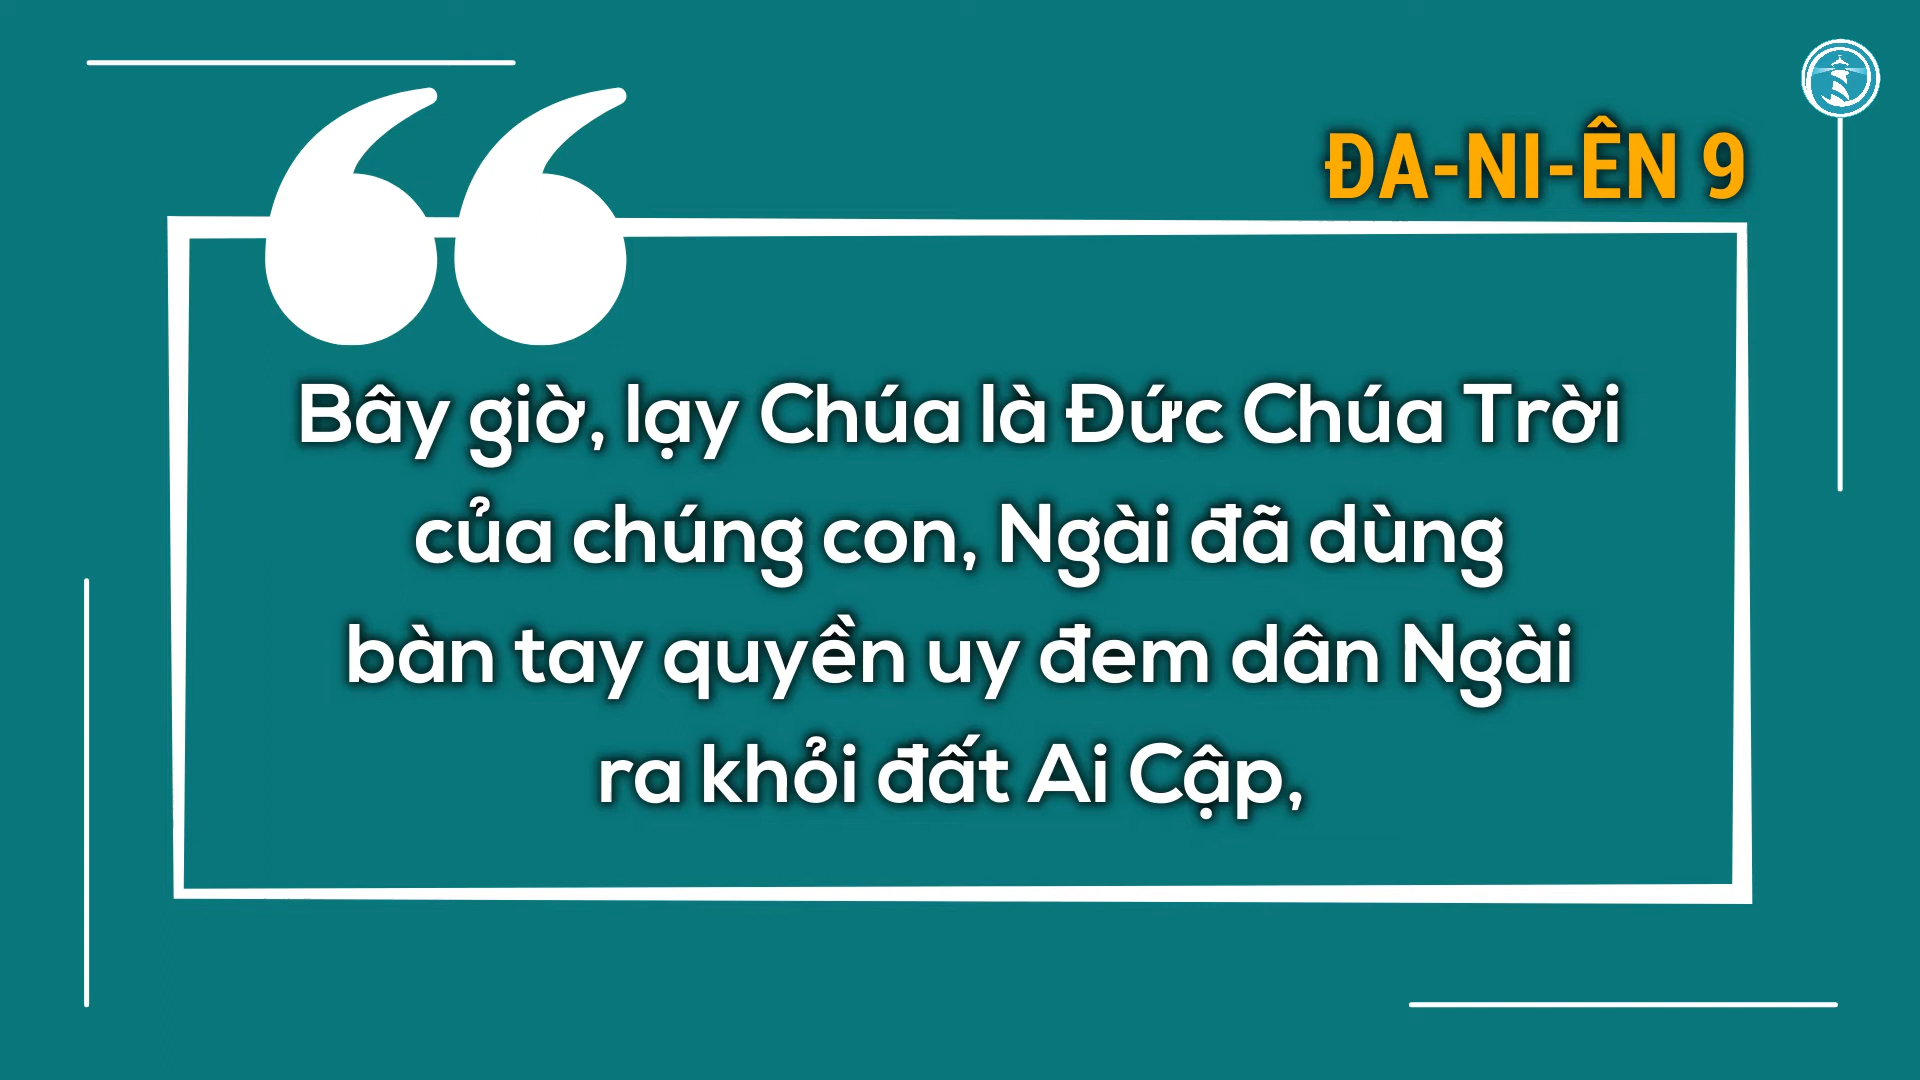 ĐA-NI-ÊN 9
Bây giờ, lạy Chúa là Đức Chúa Trời
của chúng con, Ngài đã dùng
bàn tay quyền uy đem dân Ngài
ra khỏi đất Ai Cập,